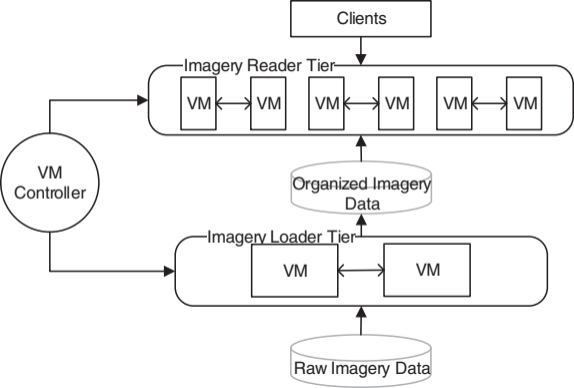 Clients
Imagery Reader Tier
VM VM VM VM VM VM
VM
Controller
Organized Imagery
Data
Imagery Loader Tier
VM VM
Raw Imagery Data